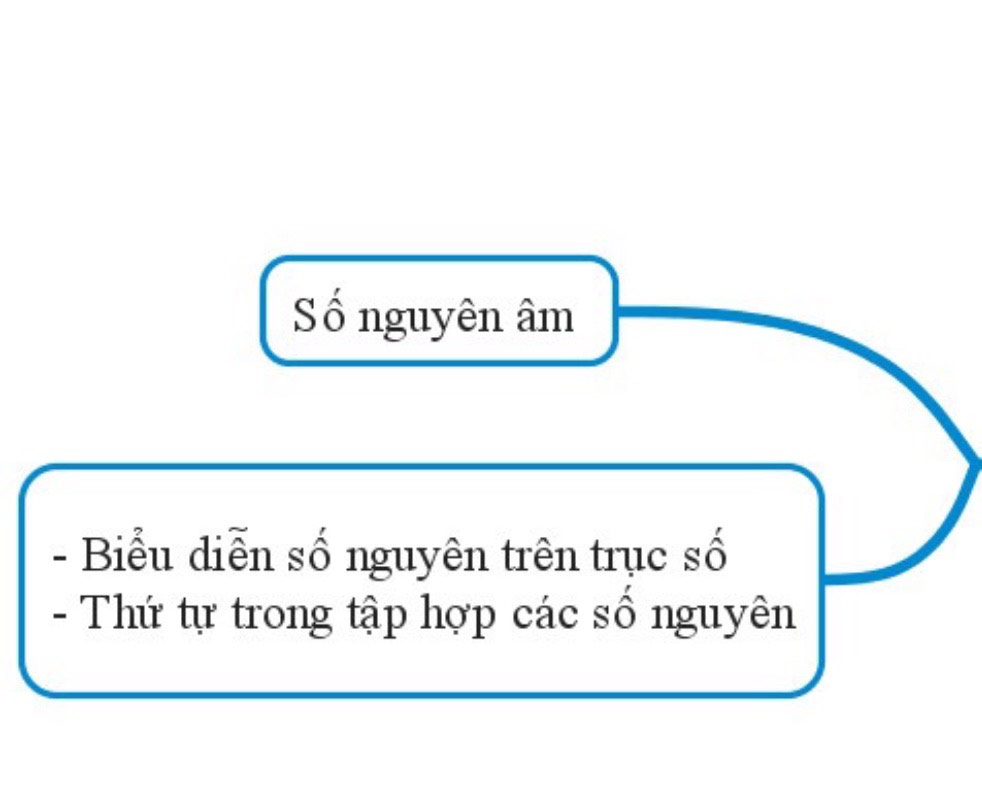 Số nguyên âm
- Biểu diễn số nguyên trên trục số
- Thứ tự trong tập hợp các số nguyên